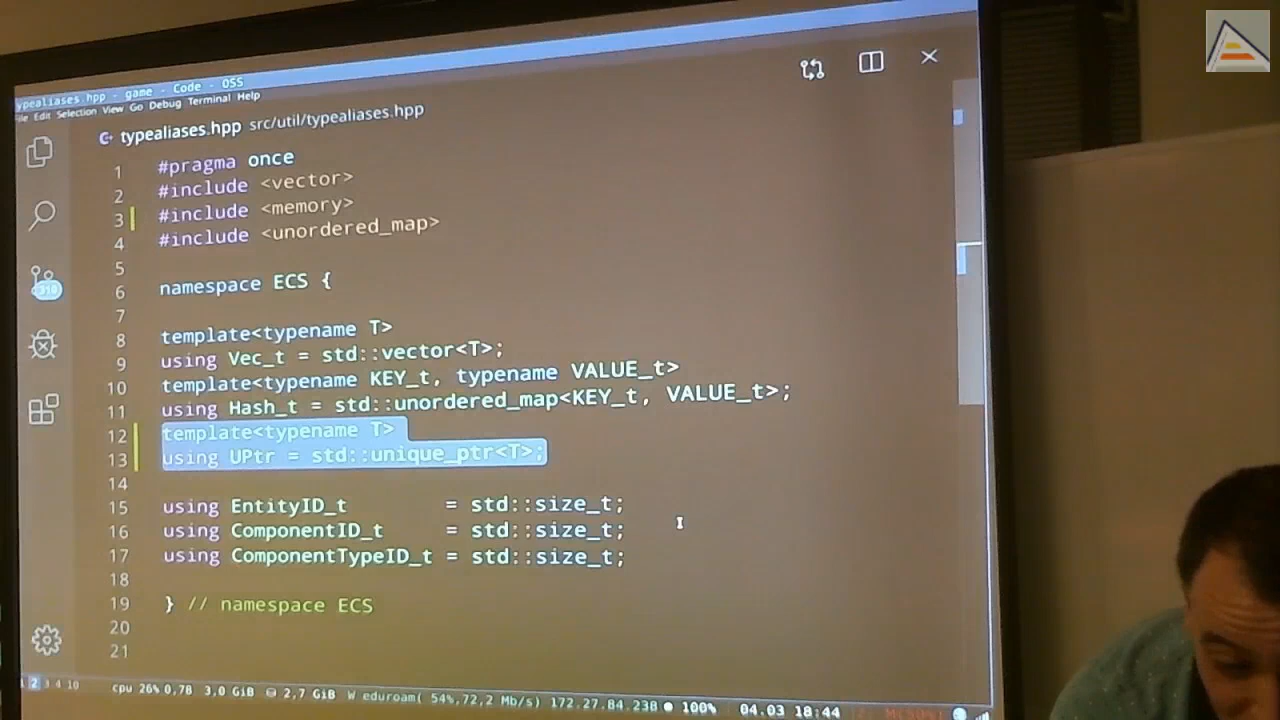 typealiases hpp - game - Code - OSS
File Edit Selection View Go Debug Terminal Help
typealiases.hpp src/util/typealiases.hpp
1 #pragma once
2 #include <vector>
3 #include <memory>
4 #include <unordered_map>
5
6 namespace ECS {
7
8 template<typename T>
9 using Vec_t = std::vector<T>;
10 template<typename KEY_t, typename VALUE_t>
11 using Hash_t = std::unordered_map<KEY_t, VALUE_t>;
12 template<typename T>
13 using UPtr = std::unique_ptr<T>;
14
15 using EntityID_t = std::size_t;
16 using ComponentID_t = std::size_t;
17 using ComponentTypeID_t = std::size_t;
18
19 } // namespace ECS
20
21
1 2 3 4 10 cpu 26% 0,78 3,0 GiB 2,7 GiB W eduroam( 54%,72,2 Mb/s) 172.27.84.238 100% 04.03 18:44